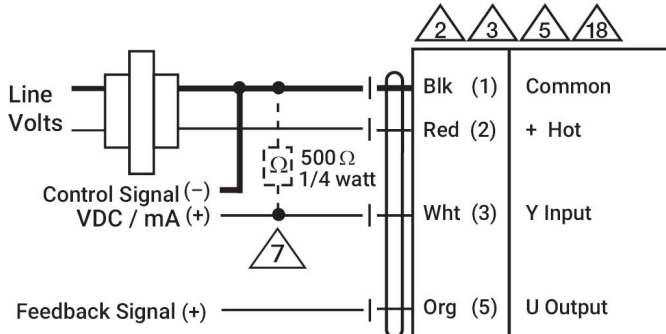 2 3 5 18
Line
Volts
Blk (1) Common
Red (2) + Hot
Ω 500 Ω
1/4 watt
Control Signal (–)
VDC / mA (+)
Wht (3) Y Input
7
Feedback Signal (+)
Org (5) U Output